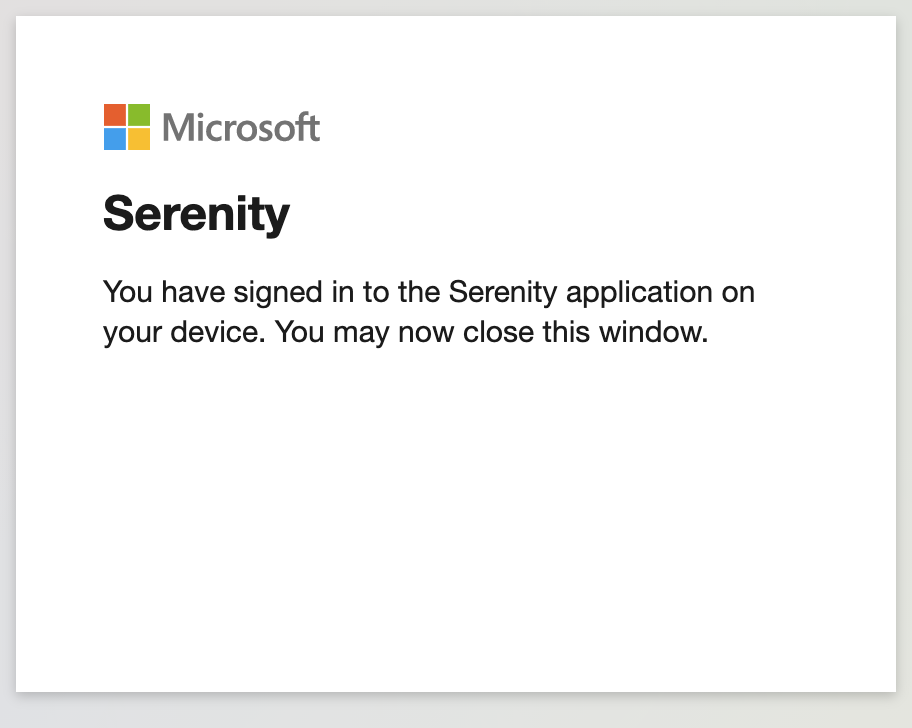 Microsoft
Serenity
You have signed in to the Serenity application on
your device. You may now close this window.